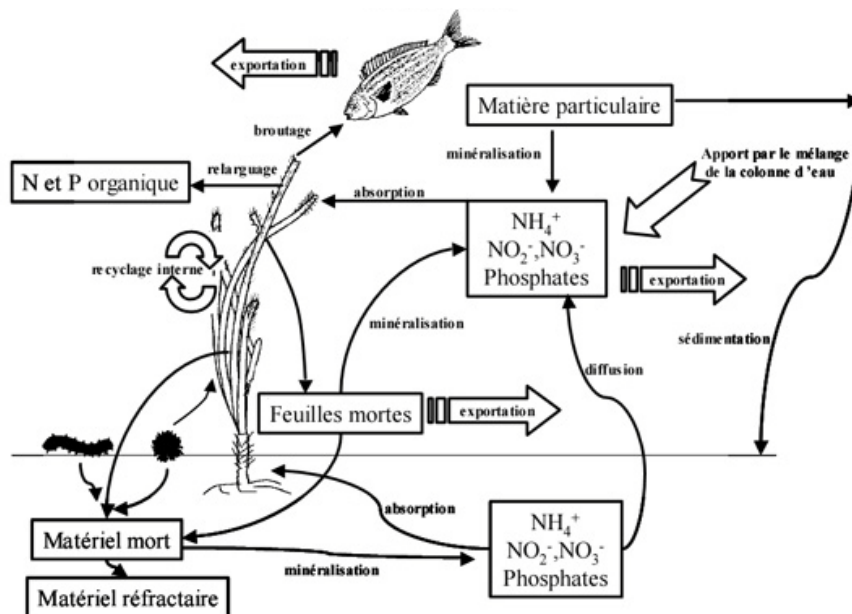 exportation
broutage
Matière particulaire
minéralisation
Apport par le mélange
de la colonne d'eau
N et P organique
relarguage
absorption
NH₄⁺
NO₂⁻,NO₃⁻
Phosphates
recyclage interne
exportation
minéralisation
sédimentation
diffusion
Feuilles mortes
exportation
absorption
Matériel mort
NH₄⁺
NO₂⁻,NO₃⁻
Phosphates
minéralisation
Matériel réfractaire